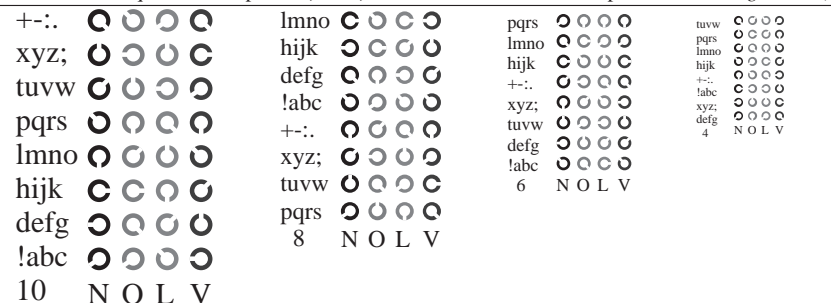 +-:.
xyz;
tuvw
pqrs
lmno
hijk
defg
!abc
10 N O L V
lmno
hijk
defg
!abc
+-:.
xyz;
tuvw
pqrs
8 N O L V
pqrs
lmno
hijk
+-:.
xyz;
tuvw
defg
!abc
6 N O L V
tuvw
pqrs
lmno
hijk
+-:.
!abc
xyz;
defg
4 N O L V